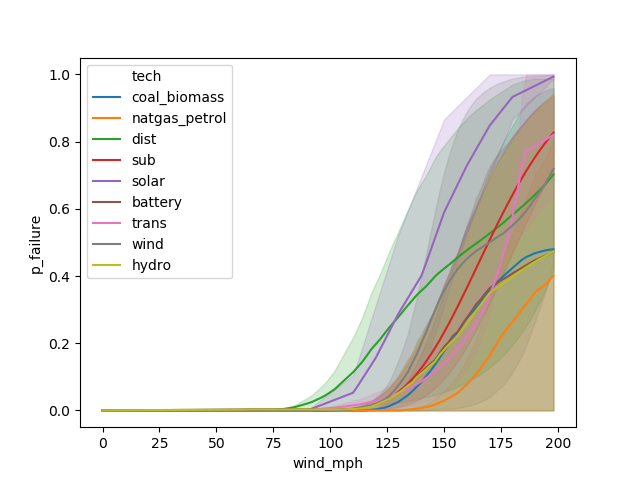 tech
coal_biomass
natgas_petrol
dist
sub
solar
battery
trans
wind
hydro
p_failure
1.0
0.8
0.6
0.4
0.2
0.0
0 25 50 75 100 125 150 175 200
wind_mph